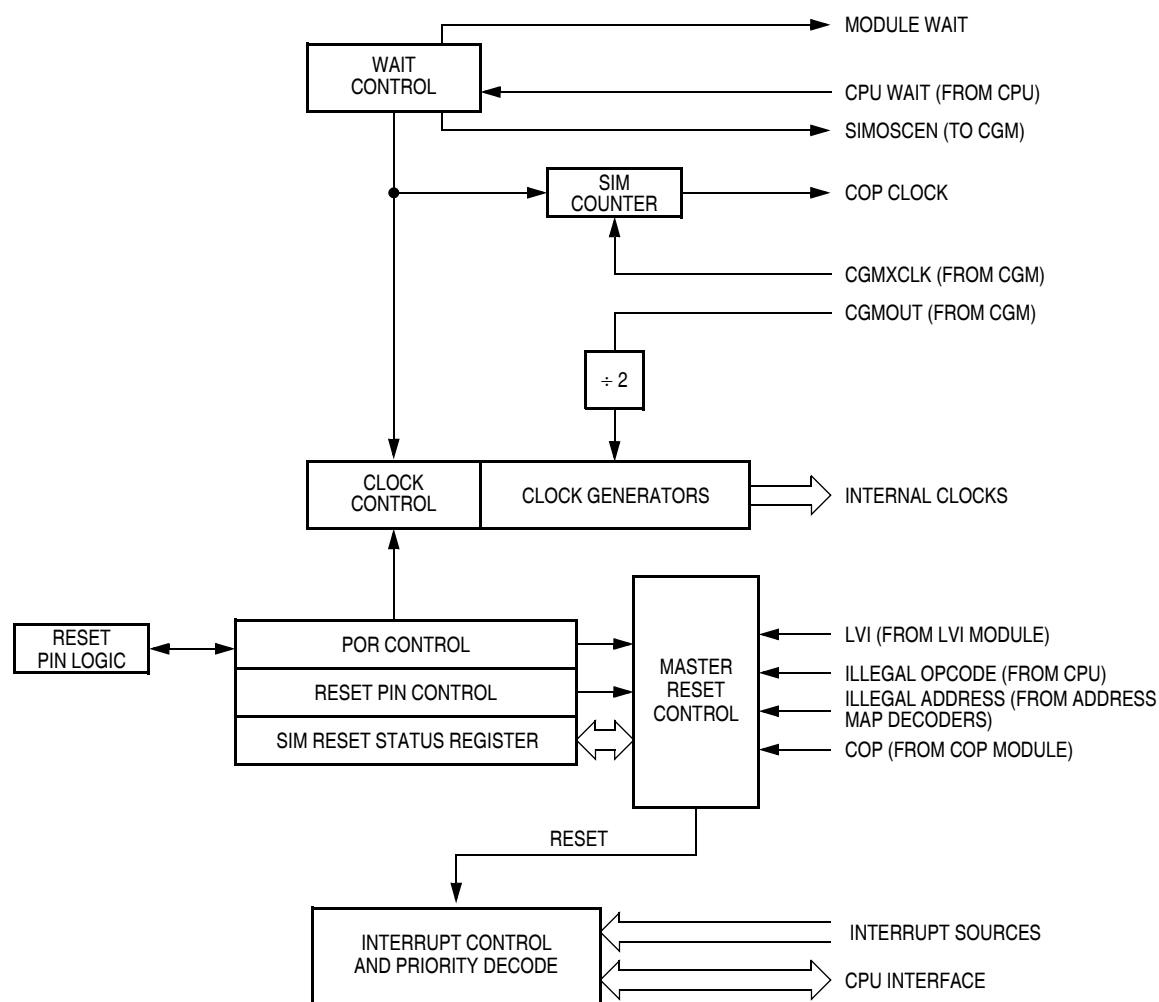 MODULE WAIT
WAIT
CONTROL
CPU WAIT (FROM CPU)
SIMOSCEN (TO CGM)
SIM
COUNTER
COP CLOCK
CGMXCLK (FROM CGM)
CGMOUT (FROM CGM)
÷ 2
CLOCK
CONTROL
CLOCK GENERATORS
INTERNAL CLOCKS
RESET
PIN LOGIC
POR CONTROL
RESET PIN CONTROL
SIM RESET STATUS REGISTER
MASTER
RESET
CONTROL
LVI (FROM LVI MODULE)
ILLEGAL OPCODE (FROM CPU)
ILLEGAL ADDRESS (FROM ADDRESS
MAP DECODERS)
COP (FROM COP MODULE)
RESET
INTERRUPT CONTROL
AND PRIORITY DECODE
INTERRUPT SOURCES
CPU INTERFACE